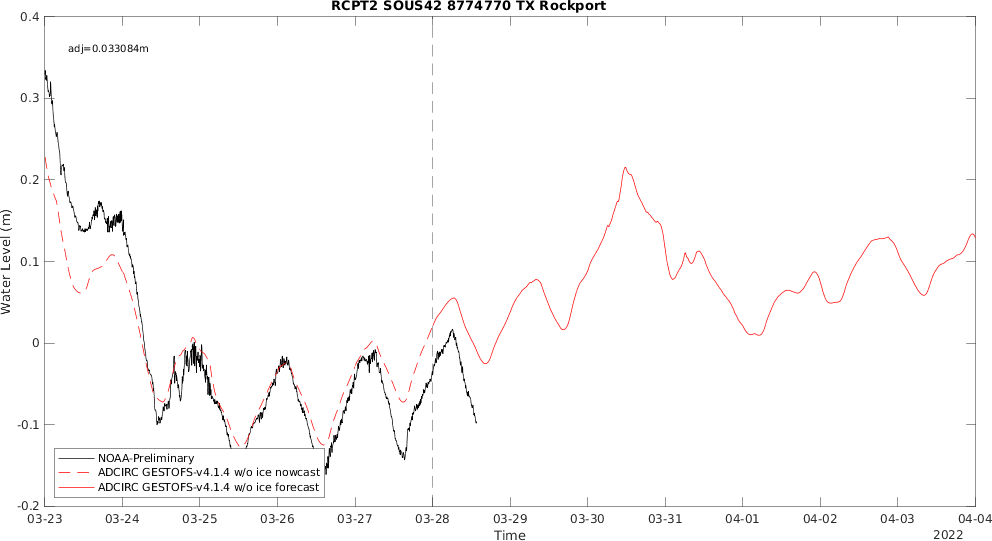 RCPT2 SOUS42 8774770 TX Rockport
adj=0.033084m
0.4
0.3
0.2
0.1
0
-0.1
-0.2
Water Level (m)
NOAA-Preliminary
ADCIRC GESTOFS-v4.1.4 w/o ice nowcast
ADCIRC GESTOFS-v4.1.4 w/o ice forecast
03-23 03-24 03-25 03-26 03-27 03-28 03-29 03-30 03-31 04-01 04-02 04-03 04-04
Time
2022